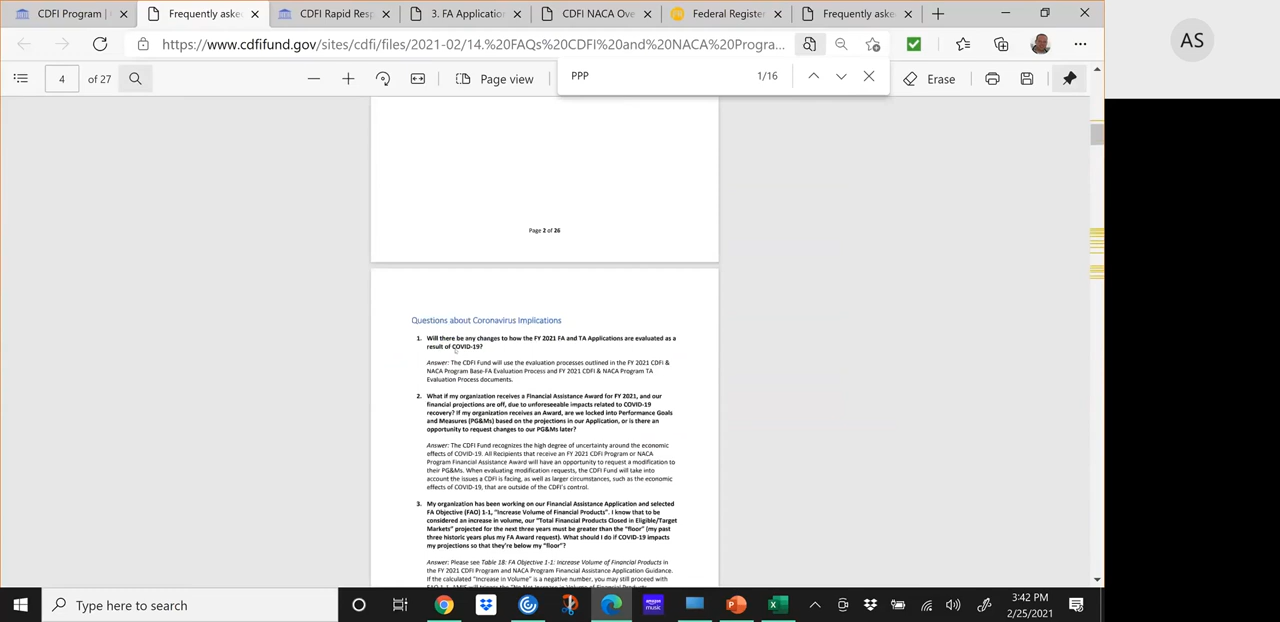 CDFI Program |
Frequently aske
CDFI Rapid Resp
3. FA Application
CDFI NACA Ove
Federal Register
Frequently aske
AS
https://www.cdfifund.gov/sites/cdfi/files/2021-02/14.%20FAQs%20CDFI%20and%20NACA%20Progra...
4 of 27
Page view
PPP 1/16
Erase
Page 2 of 26
Questions about Coronavirus Implications
1. Will there be any changes to how the FY 2021 FA and TA Applications are evaluated as a
result of COVID-19?
Answer: The CDFI Fund will use the evaluation processes outlined in the FY 2021 CDFI &
NACA Program Base-FA Evaluation Process and FY 2021 CDFI & NACA Program TA
Evaluation Process documents.
2. What if my organization receives a Financial Assistance Award for FY 2021, and our
financial projections are off, due to unforeseeable impacts related to COVID-19
recovery? If my organization receives an Award, are we locked into Performance Goals
and Measures (PG&Ms) based on the projections in our Application, or is there an
opportunity to request changes to our PG&Ms later?
Answer: The CDFI Fund recognizes the high degree of uncertainty around the economic
effects of COVID-19. All Recipients that receive an FY 2021 CDFI Program or NACA
Program Financial Assistance Award will have an opportunity to request a modification to
their PG&Ms. When evaluating modification requests, the CDFI Fund will take into
account the issues a CDFI is facing, as well as larger circumstances, such as the economic
effects of COVID-19, that are outside of the CDFI's control.
3. My organization has been working on our Financial Assistance Application and selected
FA Objective (FAO) 1-1, "Increase Volume of Financial Products". I know that to be
considered an increase in volume, our "Total Financial Products Closed in Eligible/Target
Markets" projected for the next three years must be greater than the "floor" (my past
three historic years plus my FA Award request). What should I do if COVID-19 impacts
my projections so that they're below my "floor"?
Answer: Please see Table 18: FA Objective 1-1: Increase Volume of Financial Products in
the FY 2021 CDFI Program and NACA Program Financial Assistance Application Guidance.
If the calculated "Increase in Volume" is a negative number, you may still proceed with
Type here to search
amazon music
3:42 PM
2/25/2021